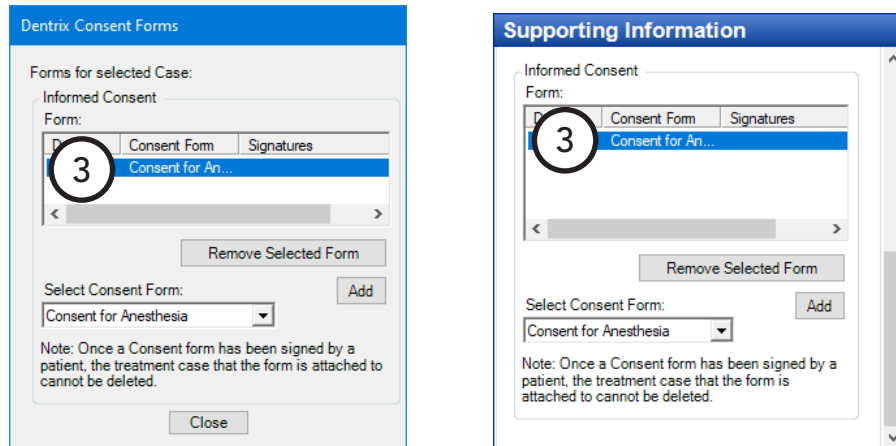 Dentrix Consent Forms
Forms for selected Case:
Informed Consent
Form:
Consent Form Signatures
3
Consent for An...
Remove Selected Form
Select Consent Form:
Add
Consent for Anesthesia
Note: Once a Consent form has been signed by a
patient, the treatment case that the form is attached to
cannot be deleted.
Close
Supporting Information
Informed Consent
Form:
Consent Form Signatures
3
Consent for An...
Remove Selected Form
Select Consent Form:
Add
Consent for Anesthesia
Note: Once a Consent form has been signed by a
patient, the treatment case that the form is
attached to cannot be deleted.